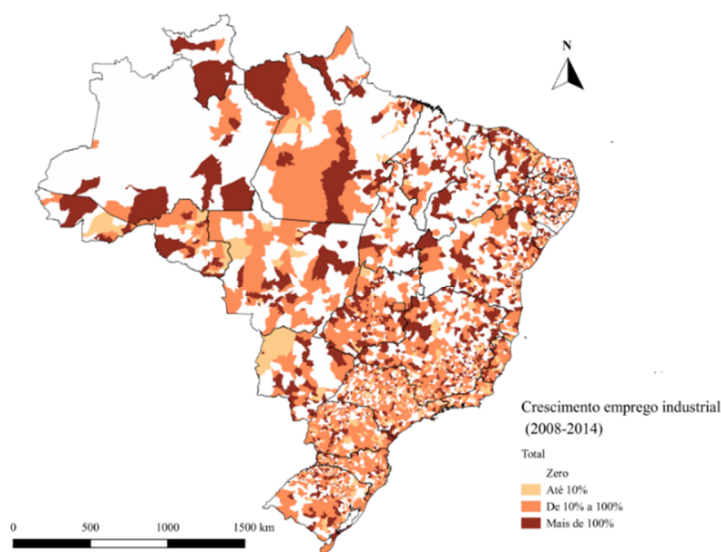 N
Crescimento emprego industrial
(2008-2014)
Total
Zero
Até 10%
De 10% a 100%
Mais de 100%
0 500 1000 1500 km